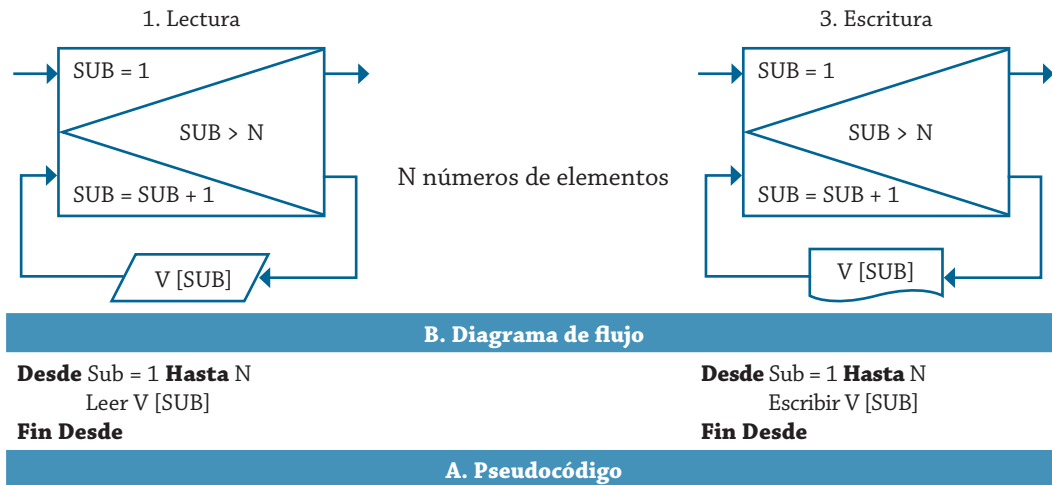 1. Lectura
SUB = 1
SUB > N
SUB = SUB + 1
V [SUB]
N números de elementos
3. Escritura
SUB = 1
SUB > N
SUB = SUB + 1
V [SUB]
B. Diagrama de flujo
Desde Sub = 1 Hasta N
Leer V [SUB]
Fin Desde
Desde Sub = 1 Hasta N
Escribir V [SUB]
Fin Desde
A. Pseudocódigo